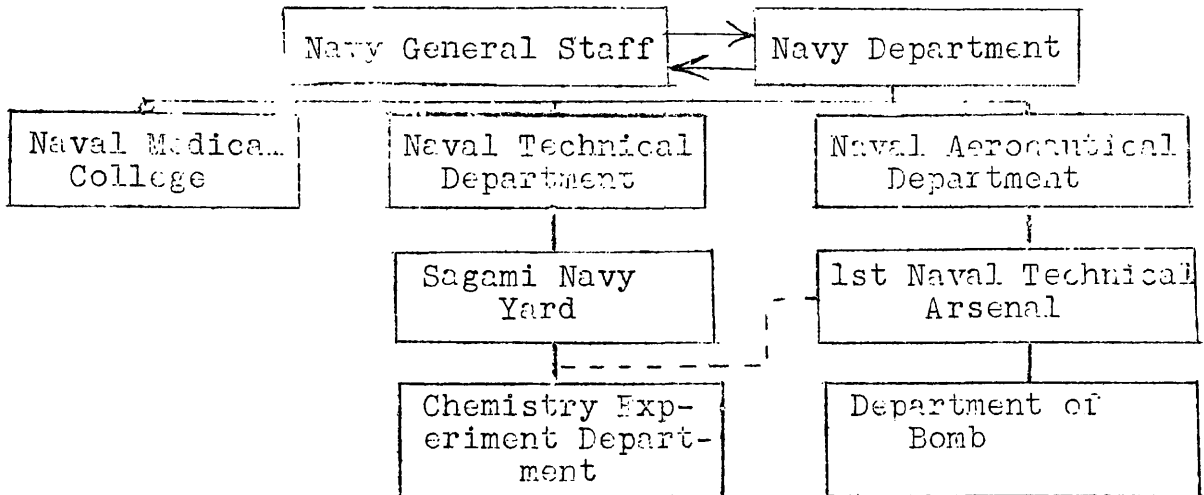 Navy General Staff
Navy Department
Naval Medical
College
Naval Technical
Department
Naval Aeronautical
Department
Sagami Navy
Yard
1st Naval Technical
Arsenal
Chemistry Exp-
eriment Depart-
ment
Department of
Bomb